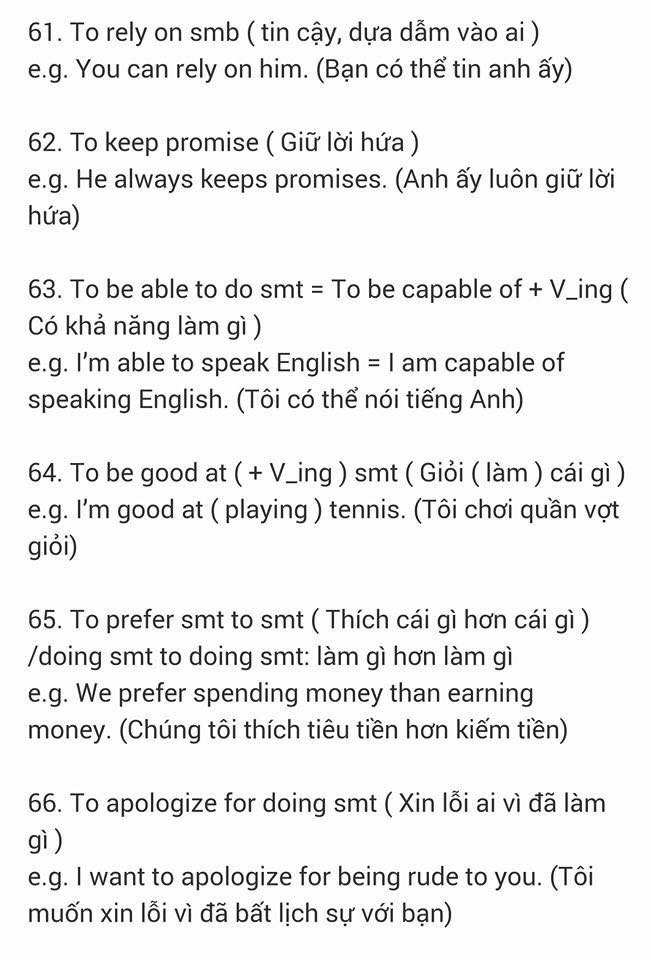 61. To rely on smb ( tin cậy, dựa dẫm vào ai )
e.g. You can rely on him. (Bạn có thể tin anh ấy)
62. To keep promise ( Giữ lời hứa )
e.g. He always keeps promises. (Anh ấy luôn giữ lời
hứa)
63. To be able to do smt = To be capable of + V_ing (
Có khả năng làm gì )
e.g. I’m able to speak English = I am capable of
speaking English. (Tôi có thể nói tiếng Anh)
64. To be good at ( + V_ing ) smt ( Giỏi ( làm ) cái gì )
e.g. I’m good at ( playing ) tennis. (Tôi chơi quần vợt
giỏi)
65. To prefer smt to smt ( Thích cái gì hơn cái gì )
/doing smt to doing smt: làm gì hơn làm gì
e.g. We prefer spending money than earning
money. (Chúng tôi thích tiêu tiền hơn kiếm tiền)
66. To apologize for doing smt ( Xin lỗi ai vì đã làm
gì )
e.g. I want to apologize for being rude to you. (Tôi
muốn xin lỗi vì đã bất lịch sự với bạn)